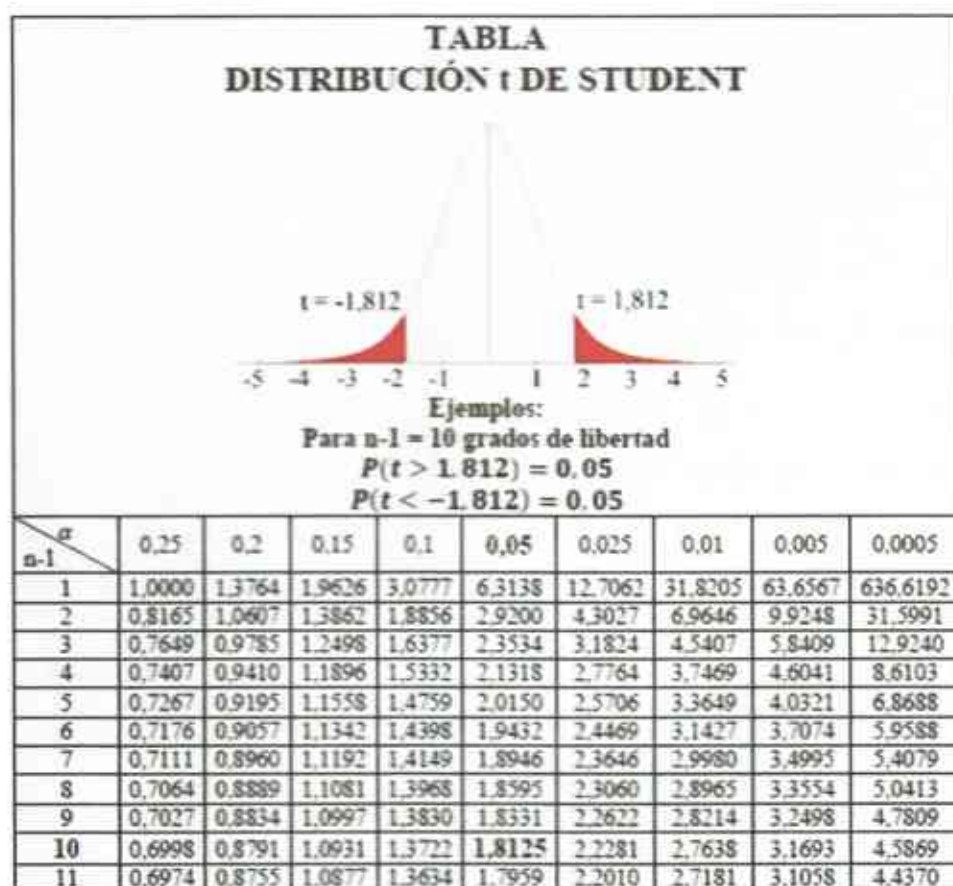 TABLA
DISTRIBUCIÓN t DE STUDENT
t = -1,812 t = 1,812
-5 -4 -3 -2 -1 1 2 3 4 5
Ejemplos:
Para n-1 = 10 grados de libertad
P(t > 1.812) = 0.05
P(t < −1.812) = 0.05
α
n-1 0,25 0,2 0,15 0,1 0,05 0,025 0,01 0,005 0,0005
1 1,0000 1,3764 1,9626 3,0777 6,3138 12,7062 31,8205 63,6567 636,6192
2 0,8165 1,0607 1,3862 1,8856 2,9200 4,3027 6,9646 9,9248 31,5991
3 0,7649 0,9785 1,2498 1,6377 2,3534 3,1824 4,5407 5,8409 12,9240
4 0,7407 0,9410 1,1896 1,5332 2,1318 2,7764 3,7469 4,6041 8,6103
5 0,7267 0,9195 1,1558 1,4759 2,0150 2,5706 3,3649 4,0321 6,8688
6 0,7176 0,9057 1,1342 1,4398 1,9432 2,4469 3,1427 3,7074 5,9588
7 0,7111 0,8960 1,1192 1,4149 1,8946 2,3646 2,9980 3,4995 5,4079
8 0,7064 0,8889 1,1081 1,3968 1,8595 2,3060 2,8965 3,3554 5,0413
9 0,7027 0,8834 1,0997 1,3830 1,8331 2,2622 2,8214 3,2498 4,7809
10 0,6998 0,8791 1,0931 1,3722 1,8125 2,2281 2,7638 3,1693 4,5869
11 0,6974 0,8755 1,0877 1,3634 1,7959 2,2010 2,7181 3,1058 4,4370